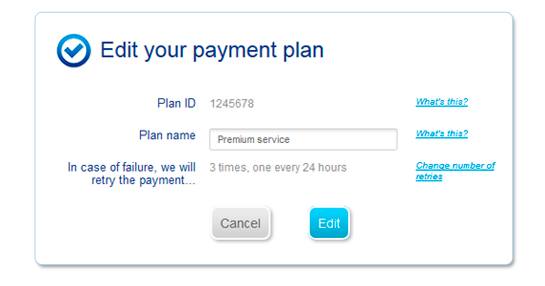 Edit your payment plan
Plan ID 1245678 What's this?
Plan name Premium service What's this?
In case of failure, we will 3 times, one every 24 hours Change number of
retry the payment... retries
Cancel Edit